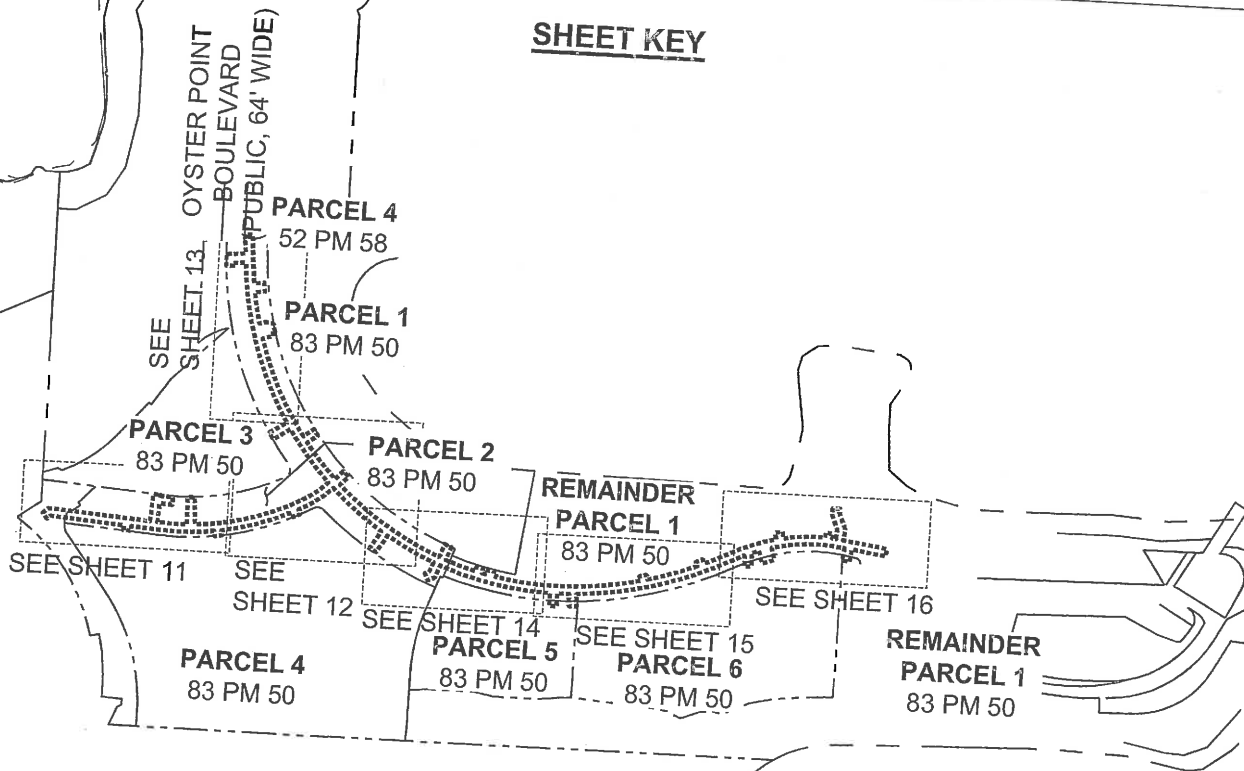 SHEET KEY
OYSTER POINT
BOULEVARD
(PUBLIC, 64' WIDE)
SEE
SHEET 13
PARCEL 4
52 PM 58
PARCEL 1
83 PM 50
PARCEL 3
83 PM 50
PARCEL 2
83 PM 50
REMAINDER
PARCEL 1
83 PM 50
SEE SHEET 11
SEE
SHEET 12
SEE SHEET 14
SEE SHEET 15
SEE SHEET 16
PARCEL 4
83 PM 50
PARCEL 5
83 PM 50
PARCEL 6
83 PM 50
REMAINDER
PARCEL 1
83 PM 50